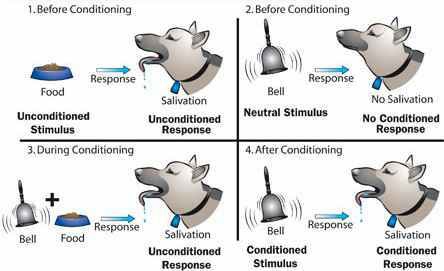 1. Before Conditioning
Response
Food
Salivation
Unconditioned
Stimulus
Unconditioned
Response
2. Before Conditioning
Response
Bell
No Salivation
Neutral Stimulus
No Conditioned
Response
3. During Conditioning
+
Response
Bell
Food
Salivation
Unconditioned
Response
4. After Conditioning
Response
Bell
Salivation
Conditioned
Stimulus
Conditioned
Response